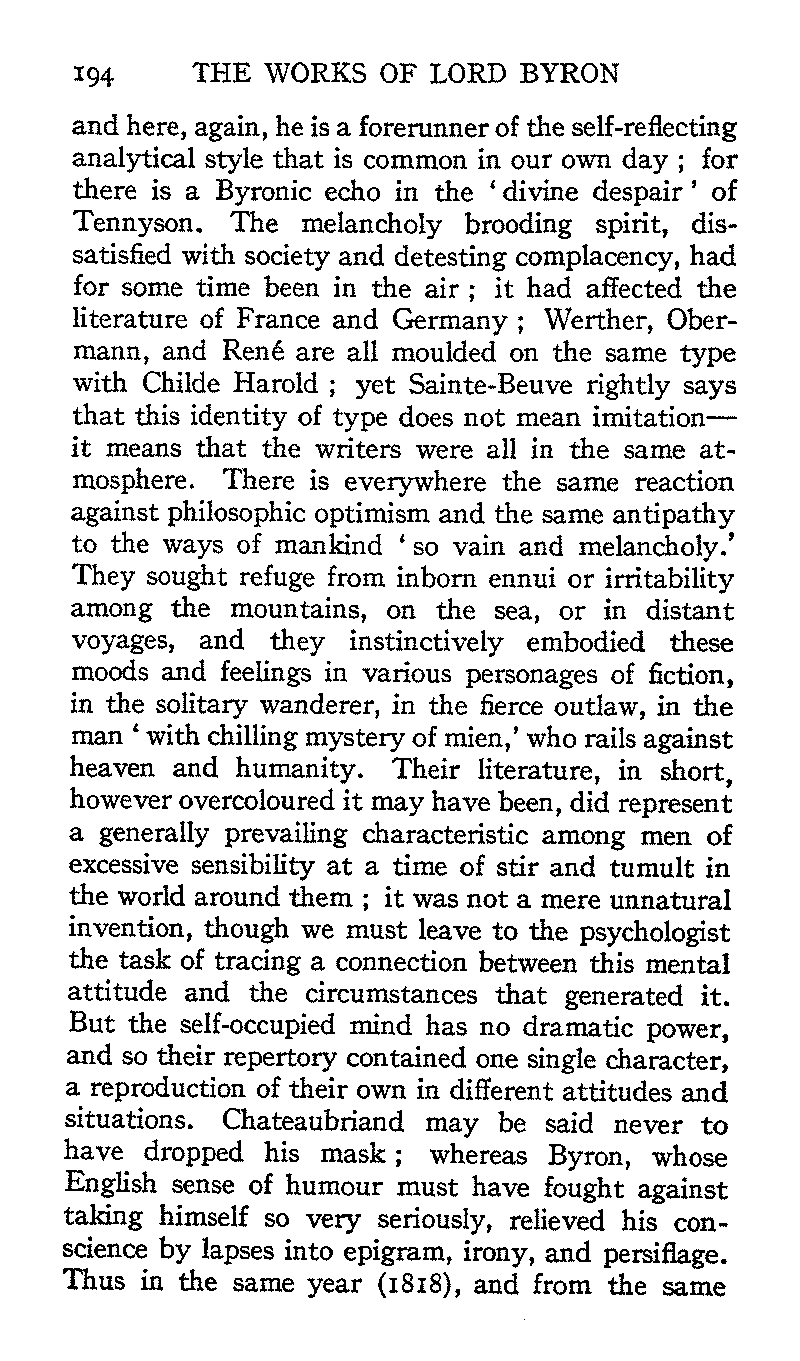 194 THE WORKS OF LORD BYRON
and here, again, he is a forerunner of the self-reflecting
analytical style that is common in our own day ; for
there is a Byronic echo in the ‘ divine despair ’ of
Tennyson. The melancholy brooding spirit, dis-
satisfied with society and detesting complacency, had
for some time been in the air ; it had affected the
literature of France and Germany ; Werther, Ober-
mann, and René are all moulded on the same type
with Childe Harold ; yet Sainte-Beuve rightly says
that this identity of type does not mean imitation—
it means that the writers were all in the same at-
mosphere. There is everywhere the same reaction
against philosophic optimism and the same antipathy
to the ways of mankind ‘ so vain and melancholy.’
They sought refuge from inborn ennui or irritability
among the mountains, on the sea, or in distant
voyages, and they instinctively embodied these
moods and feelings in various personages of fiction,
in the solitary wanderer, in the fierce outlaw, in the
man ‘ with chilling mystery of mien,’ who rails against
heaven and humanity. Their literature, in short,
however overcoloured it may have been, did represent
a generally prevailing characteristic among men of
excessive sensibility at a time of stir and tumult in
the world around them ; it was not a mere unnatural
invention, though we must leave to the psychologist
the task of tracing a connection between this mental
attitude and the circumstances that generated it.
But the self-occupied mind has no dramatic power,
and so their repertory contained one single character,
a reproduction of their own in different attitudes and
situations. Chateaubriand may be said never to
have dropped his mask ; whereas Byron, whose
English sense of humour must have fought against
taking himself so very seriously, relieved his con-
science by lapses into epigram, irony, and persiflage.
Thus in the same year (1818), and from the same